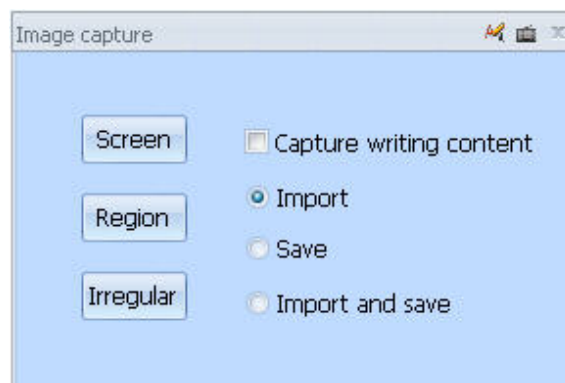 Image capture
Screen
Capture writing content
Import
Region
Save
Irregular
Import and save